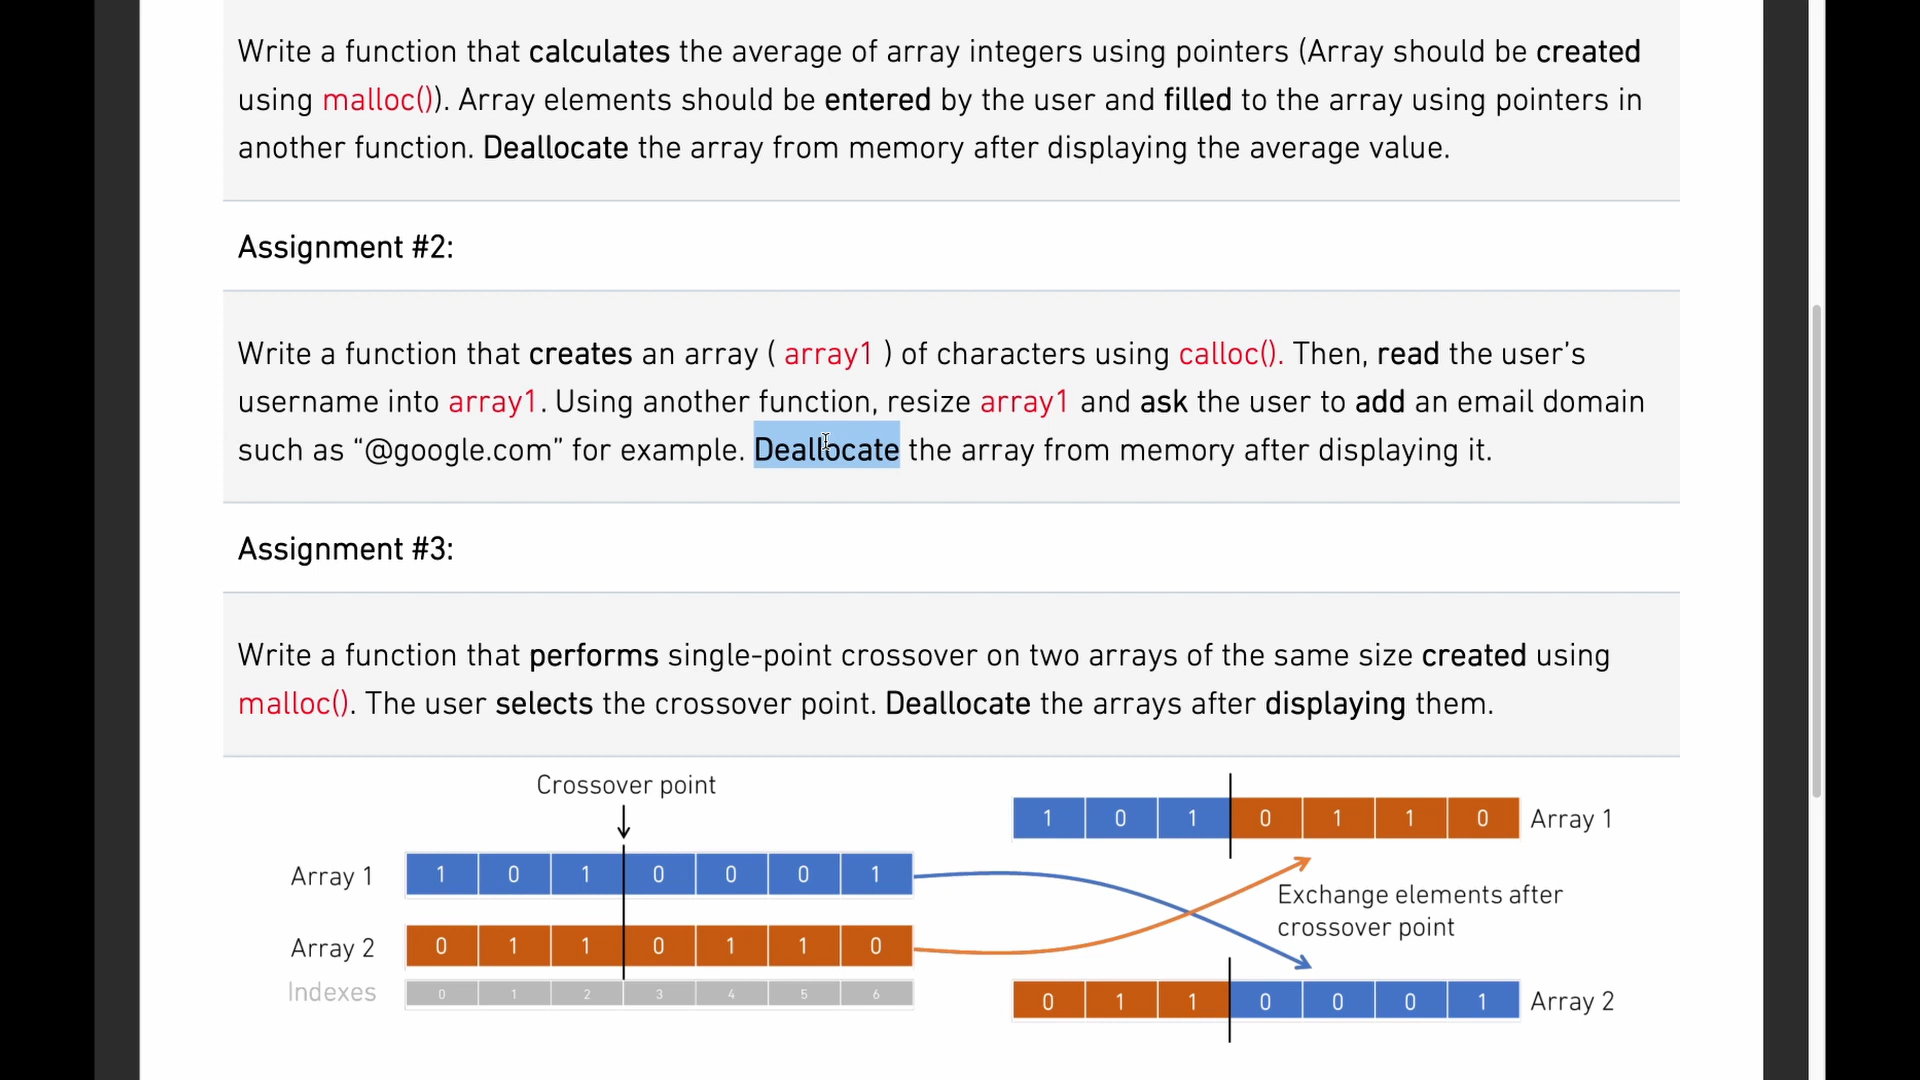 Write a function that calculates the average of array integers using pointers (Array should be created
using malloc()). Array elements should be entered by the user and filled to the array using pointers in
another function. Deallocate the array from memory after displaying the average value.
Assignment #2:
Write a function that creates an array ( array1 ) of characters using calloc(). Then, read the user’s
username into array1. Using another function, resize array1 and ask the user to add an email domain
such as “@google.com” for example. Deallocate the array from memory after displaying it.
Assignment #3:
Write a function that performs single-point crossover on two arrays of the same size created using
malloc(). The user selects the crossover point. Deallocate the arrays after displaying them.
Crossover point
Array 1 1 0 1 0 0 0 1
Array 2 0 1 1 0 1 1 0
Indexes 0 1 2 3 4 5 6
1 0 1 0 1 1 0 Array 1
Exchange elements after
crossover point
0 1 1 0 0 0 1 Array 2